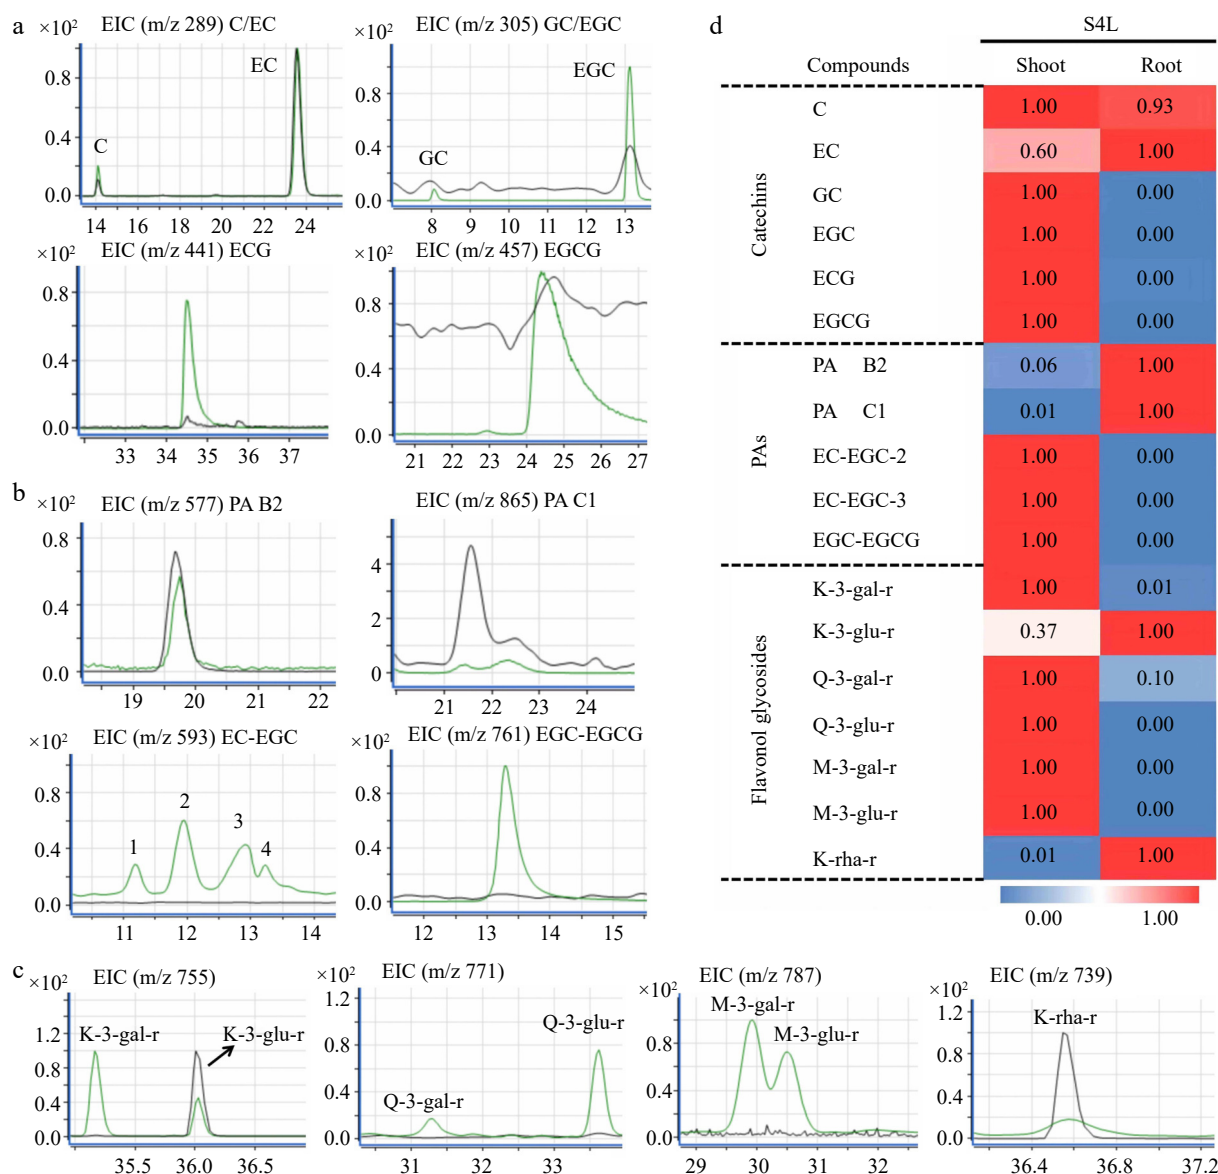 a
×10²
EIC (m/z 289) C/EC
EC
C
0.8
0.4
0.0
14 16 18 20 22 24
×10²
EIC (m/z 305) GC/EGC
EGC
GC
0.8
0.4
0.0
8 9 10 11 12 13
×10²
EIC (m/z 441) ECG
0.8
0.4
0.0
33 34 35 36 37
×10²
EIC (m/z 457) EGCG
0.8
0.4
0.0
21 22 23 24 25 26 27
b
×10²
EIC (m/z 577) PA B2
0.8
0.4
0.0
19 20 21 22
EIC (m/z 865) PA C1
4
2
0
21 22 23 24
×10²
EIC (m/z 593) EC-EGC
1 2 3 4
0.8
0.4
0.0
11 12 13 14
×10²
EIC (m/z 761) EGC-EGCG
0.8
0.4
0.0
12 13 14 15
c
×10²
EIC (m/z 755)
K-3-gal-r
K-3-glu-r
1.2
0.8
0.4
0.0
35.5 36.0 36.5
×10²
EIC (m/z 771)
Q-3-glu-r
Q-3-gal-r
1.2
0.8
0.4
0.0
31 32 33
×10²
EIC (m/z 787)
M-3-gal-r
M-3-glu-r
0.8
0.4
0.0
29 30 31 32
×10²
EIC (m/z 739)
K-rha-r
1.2
0.8
0.4
0.0
36.4 36.8 37.2
d
S4L
Compounds Shoot Root
Catechins
C 1.00 0.93
EC 0.60 1.00
GC 1.00 0.00
EGC 1.00 0.00
ECG 1.00 0.00
EGCG 1.00 0.00
PAs
PA B2 0.06 1.00
PA C1 0.01 1.00
EC-EGC-2 1.00 0.00
EC-EGC-3 1.00 0.00
EGC-EGCG 1.00 0.00
Flavonol glycosides
K-3-gal-r 1.00 0.01
K-3-glu-r 0.37 1.00
Q-3-gal-r 1.00 0.10
Q-3-glu-r 1.00 0.00
M-3-gal-r 1.00 0.00
M-3-glu-r 1.00 0.00
K-rha-r 0.01 1.00
0.00 1.00